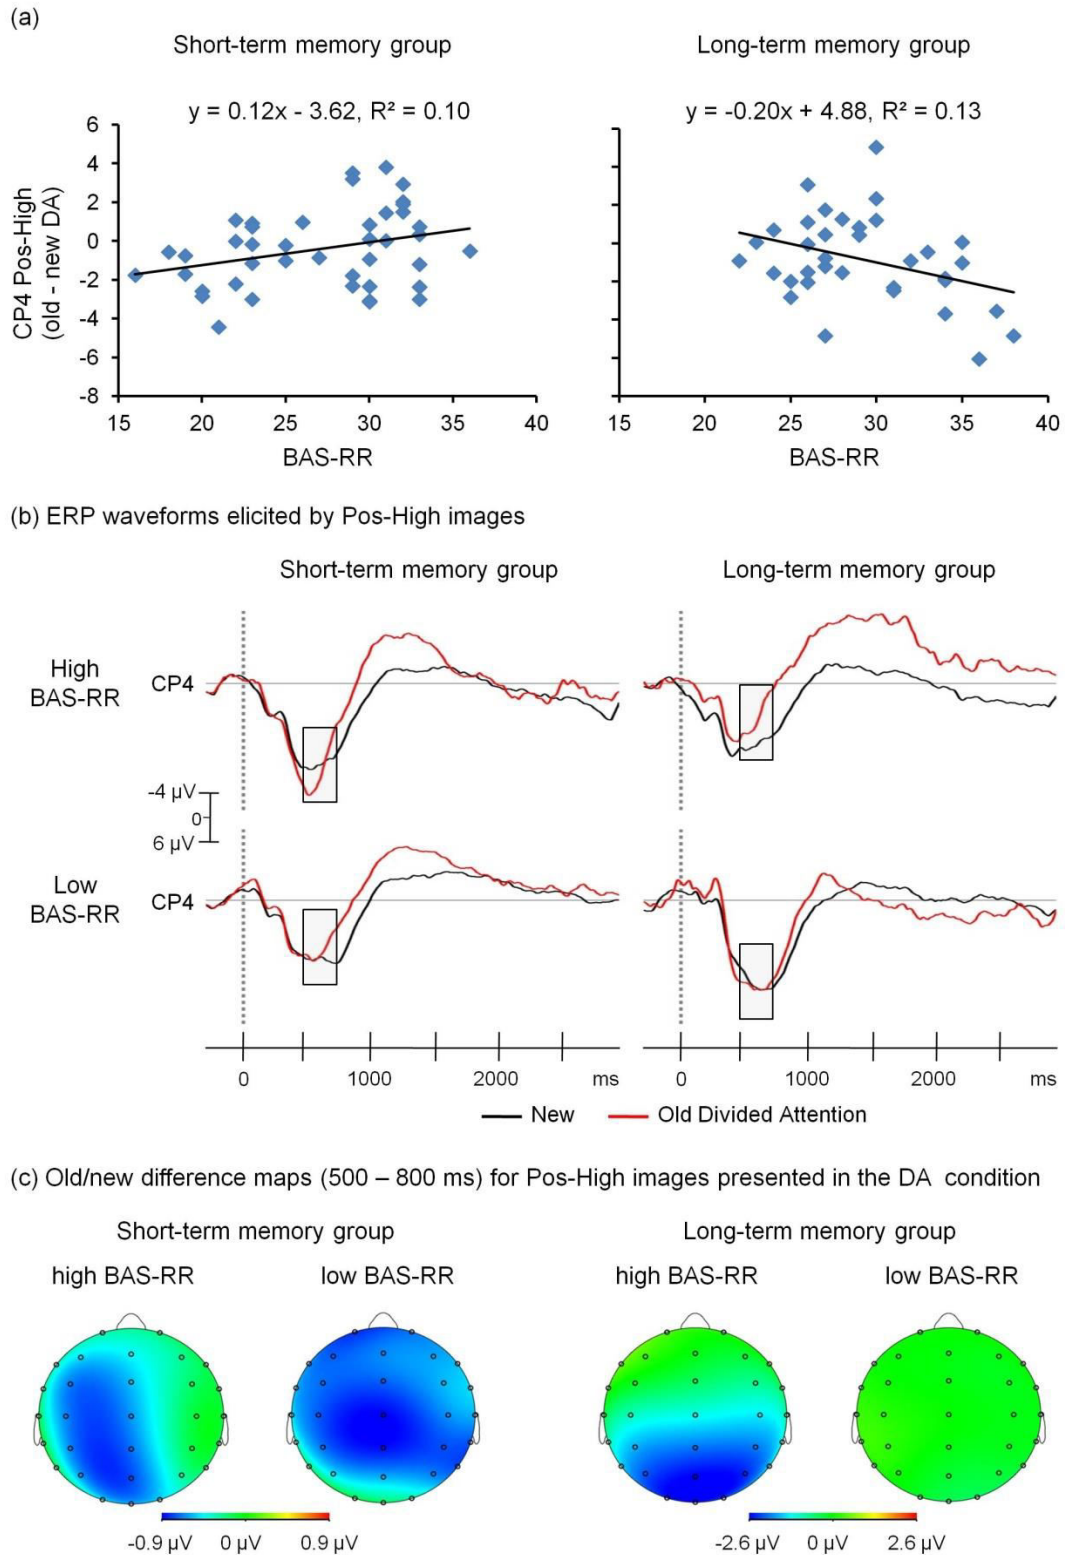 (a)
Short-term memory group
Long-term memory group
y = 0.12x - 3.62, R² = 0.10
y = -0.20x + 4.88, R² = 0.13
CP4 Pos-High
(old - new DA)
6
4
2
0
-2
-4
-6
-8
15 20 25 30 35 40
15 20 25 30 35 40
BAS-RR
BAS-RR
(b) ERP waveforms elicited by Pos-High images
Short-term memory group
Long-term memory group
High
BAS-RR
CP4
-4 µV
0
6 µV
Low
BAS-RR
CP4
0 1000 2000 ms
0 1000 2000 ms
New
Old Divided Attention
(c) Old/new difference maps (500 – 800 ms) for Pos-High images presented in the DA condition
Short-term memory group
Long-term memory group
high BAS-RR
low BAS-RR
high BAS-RR
low BAS-RR
-0.9 µV 0 µV 0.9 µV
-2.6 µV 0 µV 2.6 µV